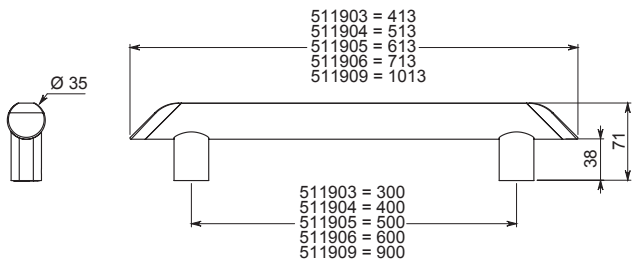 511903 = 413
511904 = 513
511905 = 613
511906 = 713
511909 = 1013
Ø 35
38
71
511903 = 300
511904 = 400
511905 = 500
511906 = 600
511909 = 900